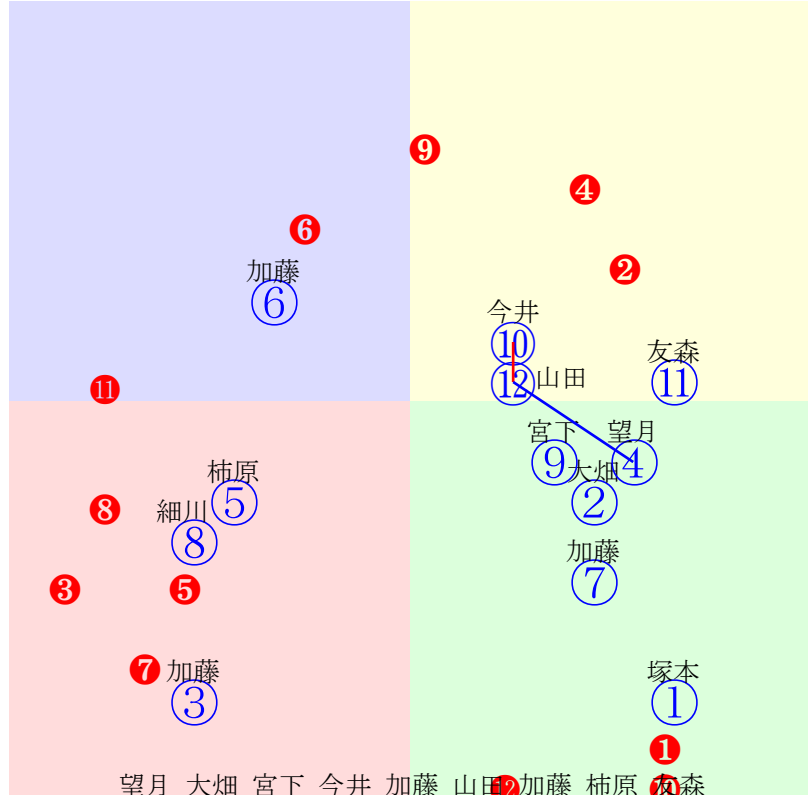 ❾
❹
❻
❷
加藤
⑥
今井
⑩
友森
⑫ 山田
⑪
⓫
宮下 望月
⑨ ④
大畑
②
柿原
⑤
細川
⑧
❽
加藤
⑦
❸ ❺
❼ 加藤
③
塚本
①
❶
望月 大畑 宮下 今井 加藤 山田 加藤 柿原 友森
⓬ ❿